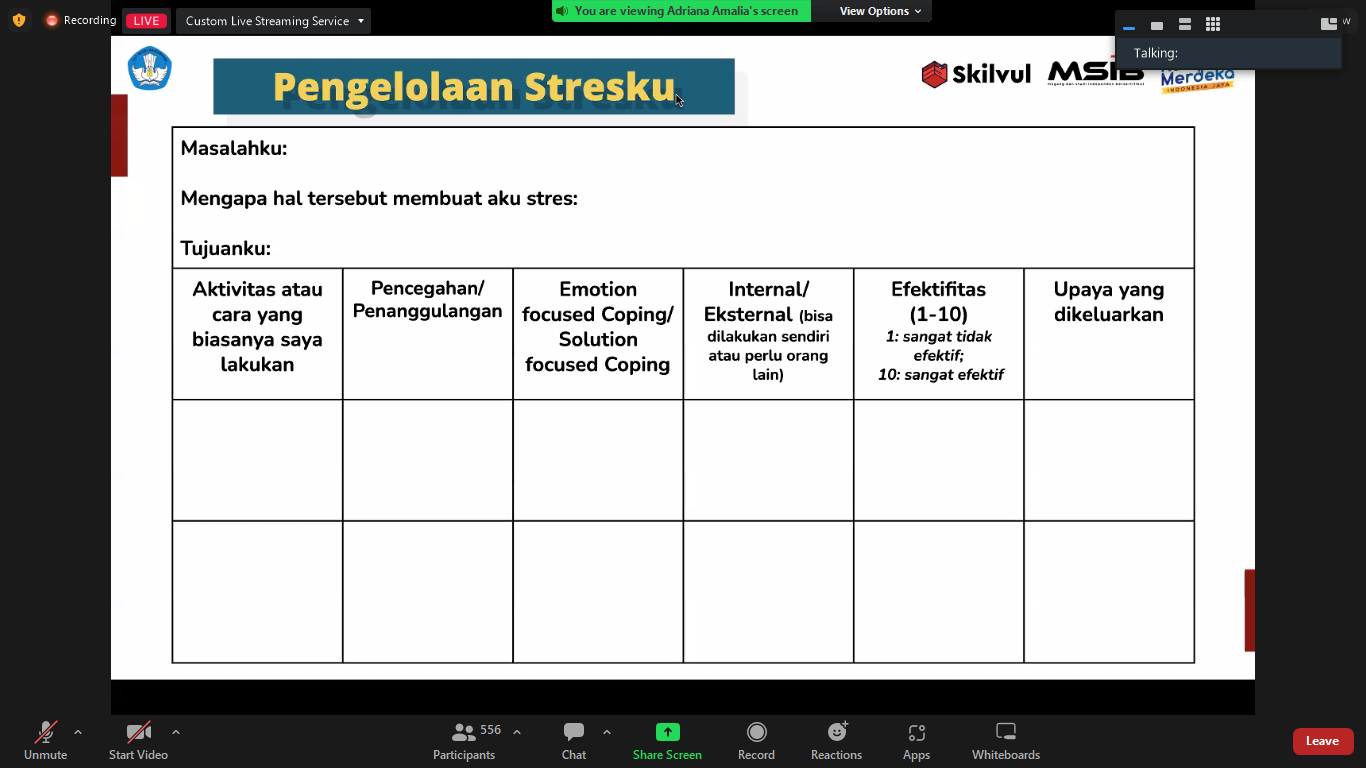 Recording
LIVE
Custom Live Streaming Service
You are viewing Adriana Amalia's screen
View Options
Talking:
Pengelolaan Stresku
Skilvul
MSIB
Merdeka
INDONESIA JAYA
Masalahku:
Mengapa hal tersebut membuat aku stres:
Tujuanku:
Aktivitas atau
cara yang
biasanya saya
lakukan
Pencegahan/
Penanggulangan
Emotion
focused Coping/
Solution
focused Coping
Internal/
Eksternal (bisa
dilakukan sendiri
atau perlu orang
lain)
Efektifitas
(1-10)
1: sangat tidak
efektif;
10: sangat efektif
Upaya yang
dikeluarkan
Unmute
Start Video
556
Participants
Chat
Share Screen
Record
Reactions
Apps
Whiteboards
Leave